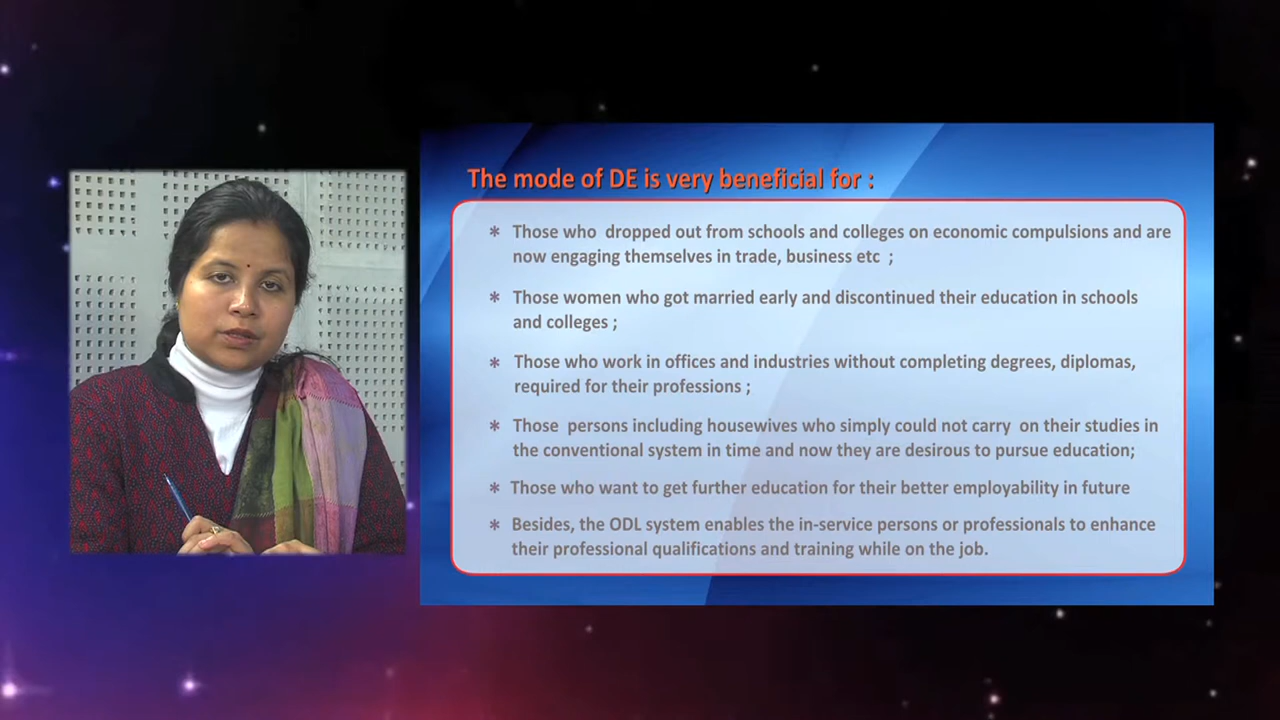 The mode of DE is very beneficial for :
* Those who dropped out from schools and colleges on economic compulsions and are
now engaging themselves in trade, business etc ;
* Those women who got married early and discontinued their education in schools
and colleges ;
* Those who work in offices and industries without completing degrees, diplomas,
required for their professions ;
* Those persons including housewives who simply could not carry on their studies in
the conventional system in time and now they are desirous to pursue education;
* Those who want to get further education for their better employability in future
* Besides, the ODL system enables the in-service persons or professionals to enhance
their professional qualifications and training while on the job.